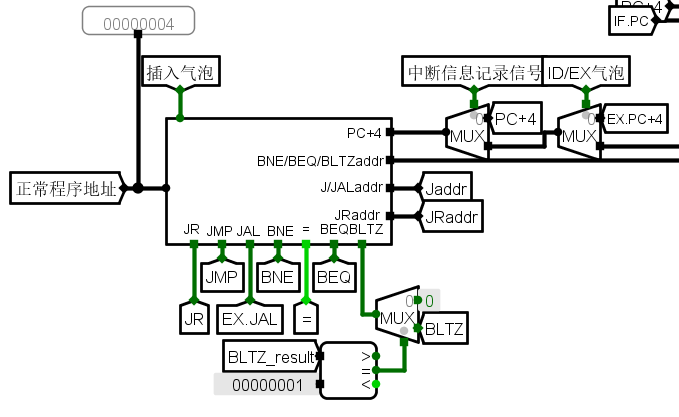 PC+4
IF.PC
00000004
插入气泡
中断信息记录信号
ID/EX气泡
0
PC+4
EX.PC+4
MUX
MUX
PC+4
BNE/BEQ/BLTZaddr
正常程序地址
J/JALaddr
Jaddr
JRaddr
JRaddr
JR JMP JAL BNE = BEQ BLTZ
JMP
BNE
BEQ
JR
EX.JAL
=
0
0
MUX
BLTZ
BLTZ_result
>
=
<
00000001